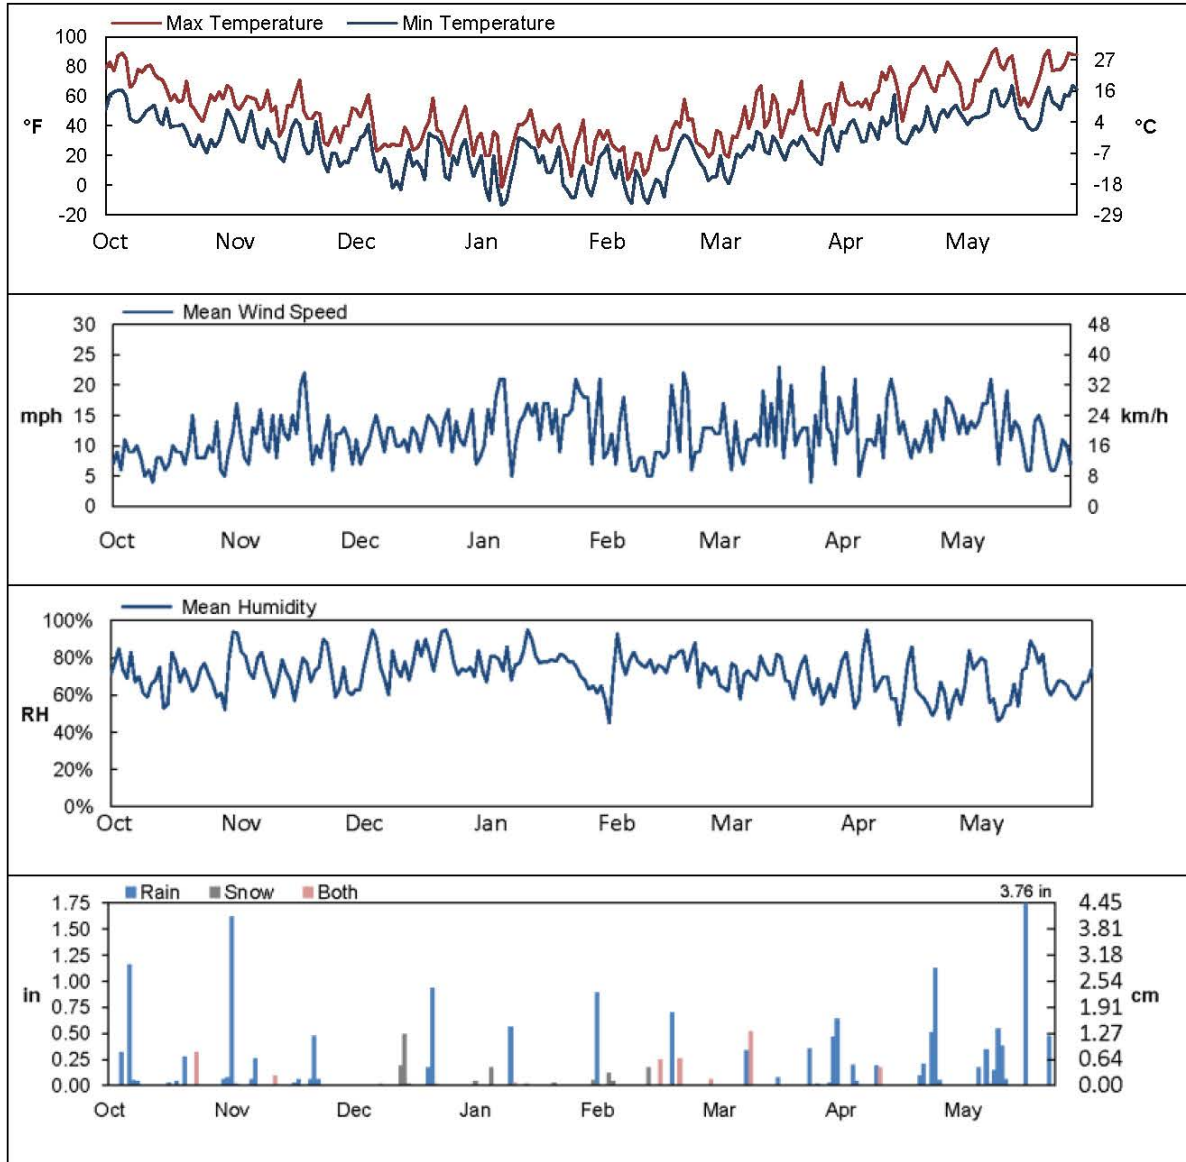 Max Temperature Min Temperature
100
80 27
60 16
°F 40 4 °C
20 -7
0 -18
-20 -29
Oct Nov Dec Jan Feb Mar Apr May
Mean Wind Speed
30 48
25 40
20 32
mph 15 24 km/h
10 16
5 8
0 0
Oct Nov Dec Jan Feb Mar Apr May
Mean Humidity
100%
80%
60%
RH 40%
20%
0%
Oct Nov Dec Jan Feb Mar Apr May
Rain Snow Both 3.76 in
1.75 4.45
1.50 3.81
1.25 3.18
1.00 2.54
in 0.75 1.91 cm
0.50 1.27
0.25 0.64
0.00 0.00
Oct Nov Dec Jan Feb Mar Apr May